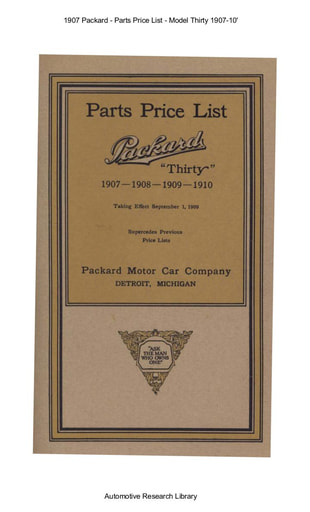 1907 Packard - Parts Price List - Model Thirty 1907-10'
Parts Price List
Packard
"Thirty"
1907—1908—1909—1910
Taking Effect September 1, 1909
Supercedes Previous
Price Lists
Packard Motor Car Company
DETROIT, MICHIGAN
"ASK
THE MAN
WHO OWNS
ONE"
Automotive Research Library